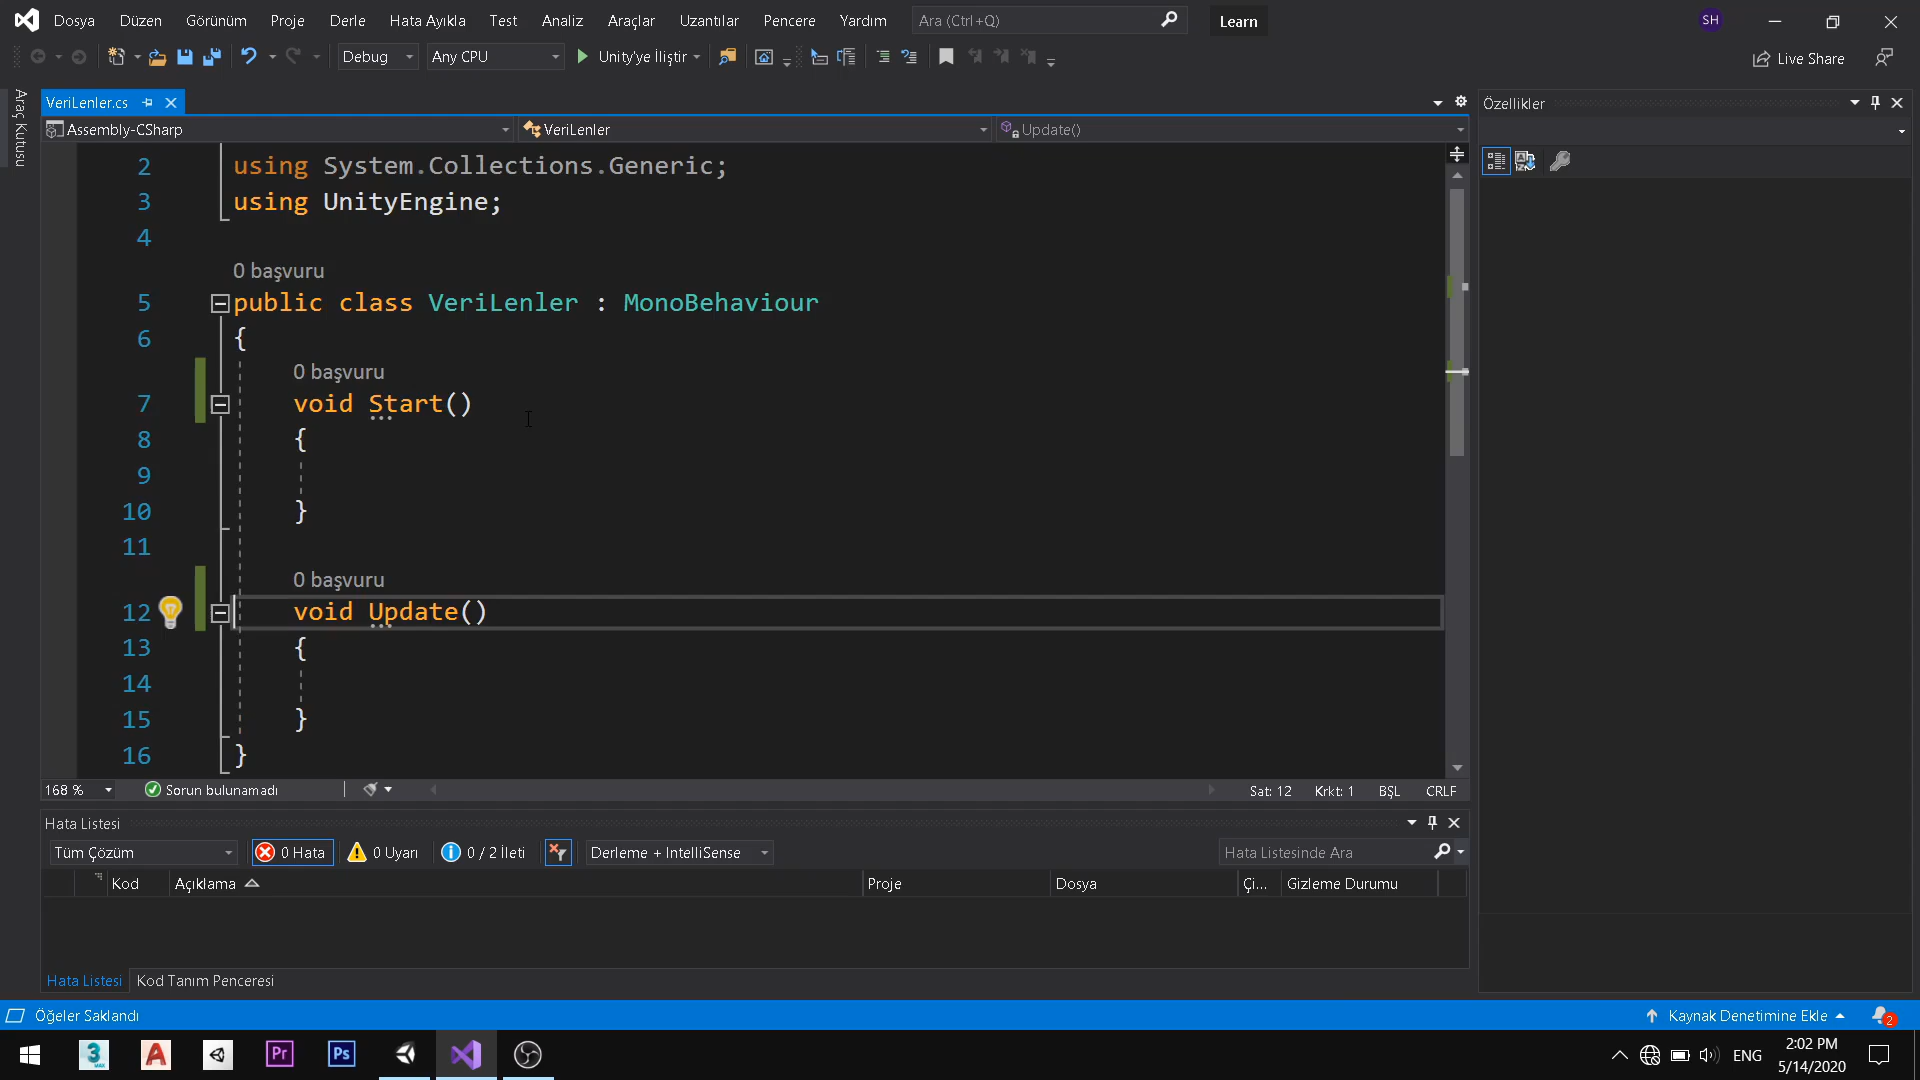 Dosya Düzen Görünüm Proje Derle Hata Ayıkla Test Analiz Araçlar Uzantılar Pencere Yardım Ara (Ctrl+Q) Learn SH
Debug Any CPU Unity'ye İliştir Live Share
Araç Kutusu
VeriLenler.cs
Assembly-CSharp VeriLenler Update()
2 using System.Collections.Generic;
3 using UnityEngine;
4
0 başvuru
5 public class VeriLenler : MonoBehaviour
6 {
0 başvuru
7 void Start()
8 {
9
10 }
11
0 başvuru
12 void Update()
13 {
14
15 }
16 }
168 % Sorun bulunamadı Sat: 12 Krkt: 1 BŞL CRLF
Özellikler
Hata Listesi
Tüm Çözüm 0 Hata 0 Uyarı 0 / 2 İleti Derleme + IntelliSense Hata Listesinde Ara
Kod Açıklama Proje Dosya Çi... Gizleme Durumu
Hata Listesi Kod Tanım Penceresi
Öğeler Saklandı Kaynak Denetimine Ekle 2
3 MAX A Pr Ps ENG 2:02 PM
5/14/2020